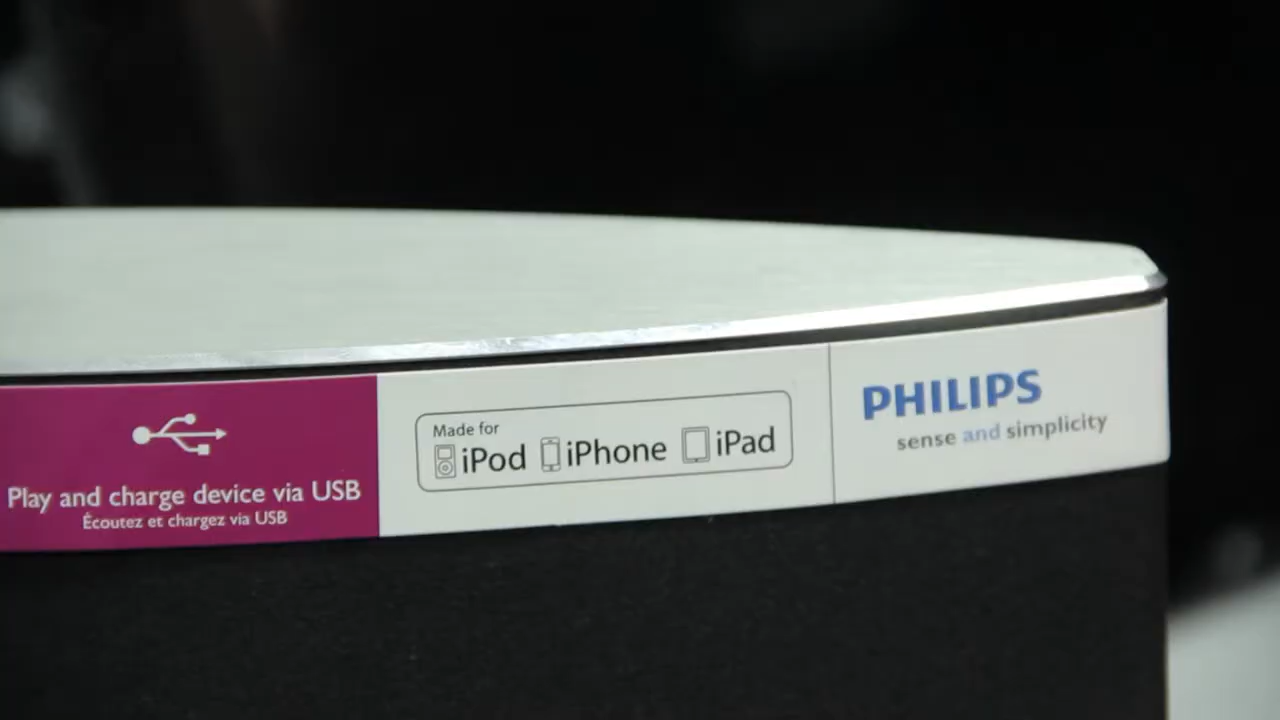 Play and charge device via USB
Écoutez et chargez via USB
Made for
iPod iPhone iPad
PHILIPS
sense and simplicity